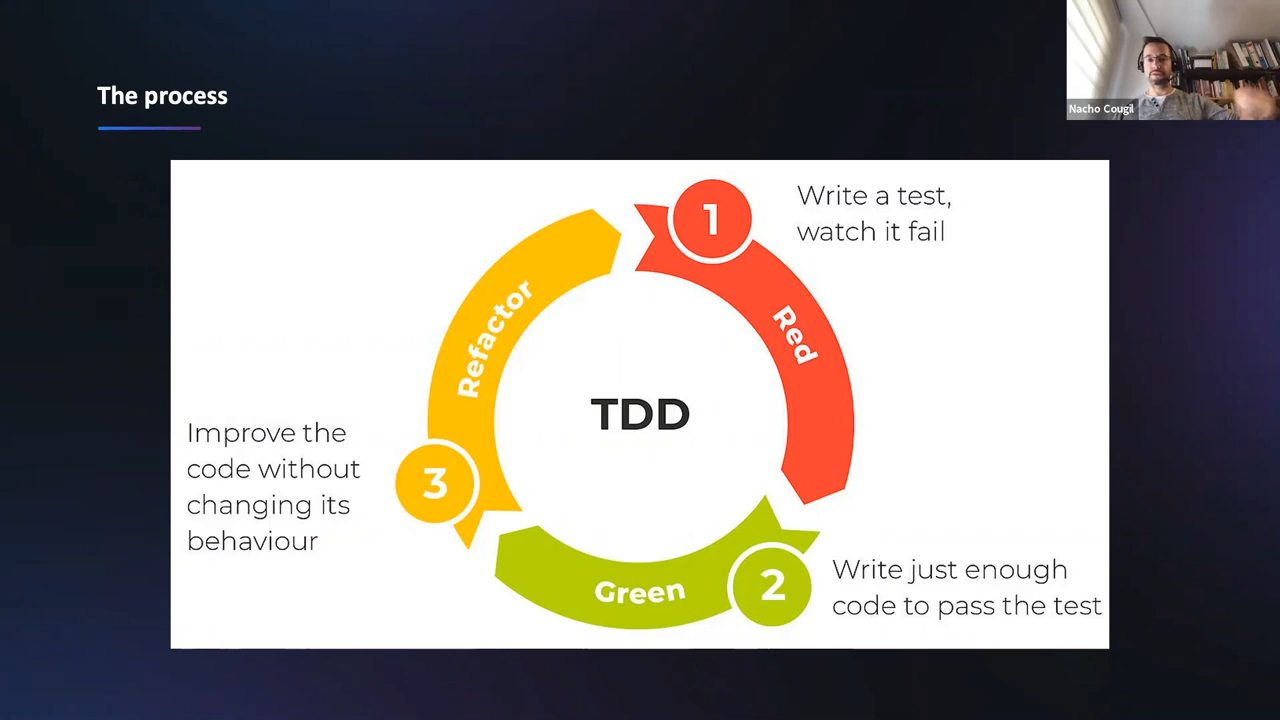 The process
Nacho Cougil
1
Write a test,
watch it fail
Red
Refactor
TDD
3
Improve the
code without
changing its
behaviour
Green
2
Write just enough
code to pass the test